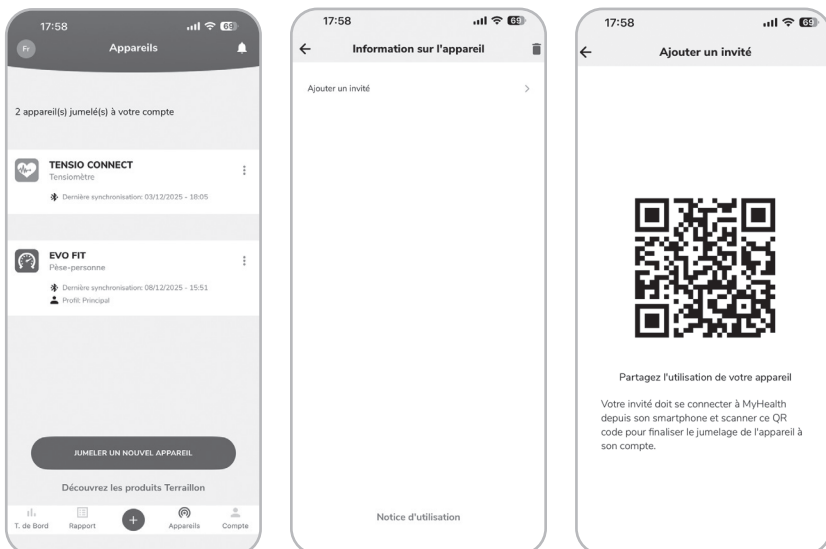 17:58
69
Fr
Appareils
2 appareil(s) jumelé(s) à votre compte
TENSIO CONNECT
Tensiomètre
Dernière synchronisation: 03/12/2025 - 18:05
EVO FIT
Pèse-personne
Dernière synchronisation: 08/12/2025 - 15:51
Profil: Principal
JUMELER UN NOUVEL APPAREIL
Découvrez les produits Terraillon
T. de Bord
Rapport
Appareils
Compte
17:58
69
Information sur l'appareil
Ajouter un invité
Notice d'utilisation
17:58
69
Ajouter un invité
Partagez l'utilisation de votre appareil
Votre invité doit se connecter à MyHealth
depuis son smartphone et scanner ce QR
code pour finaliser le jumelage de l'appareil à
son compte.